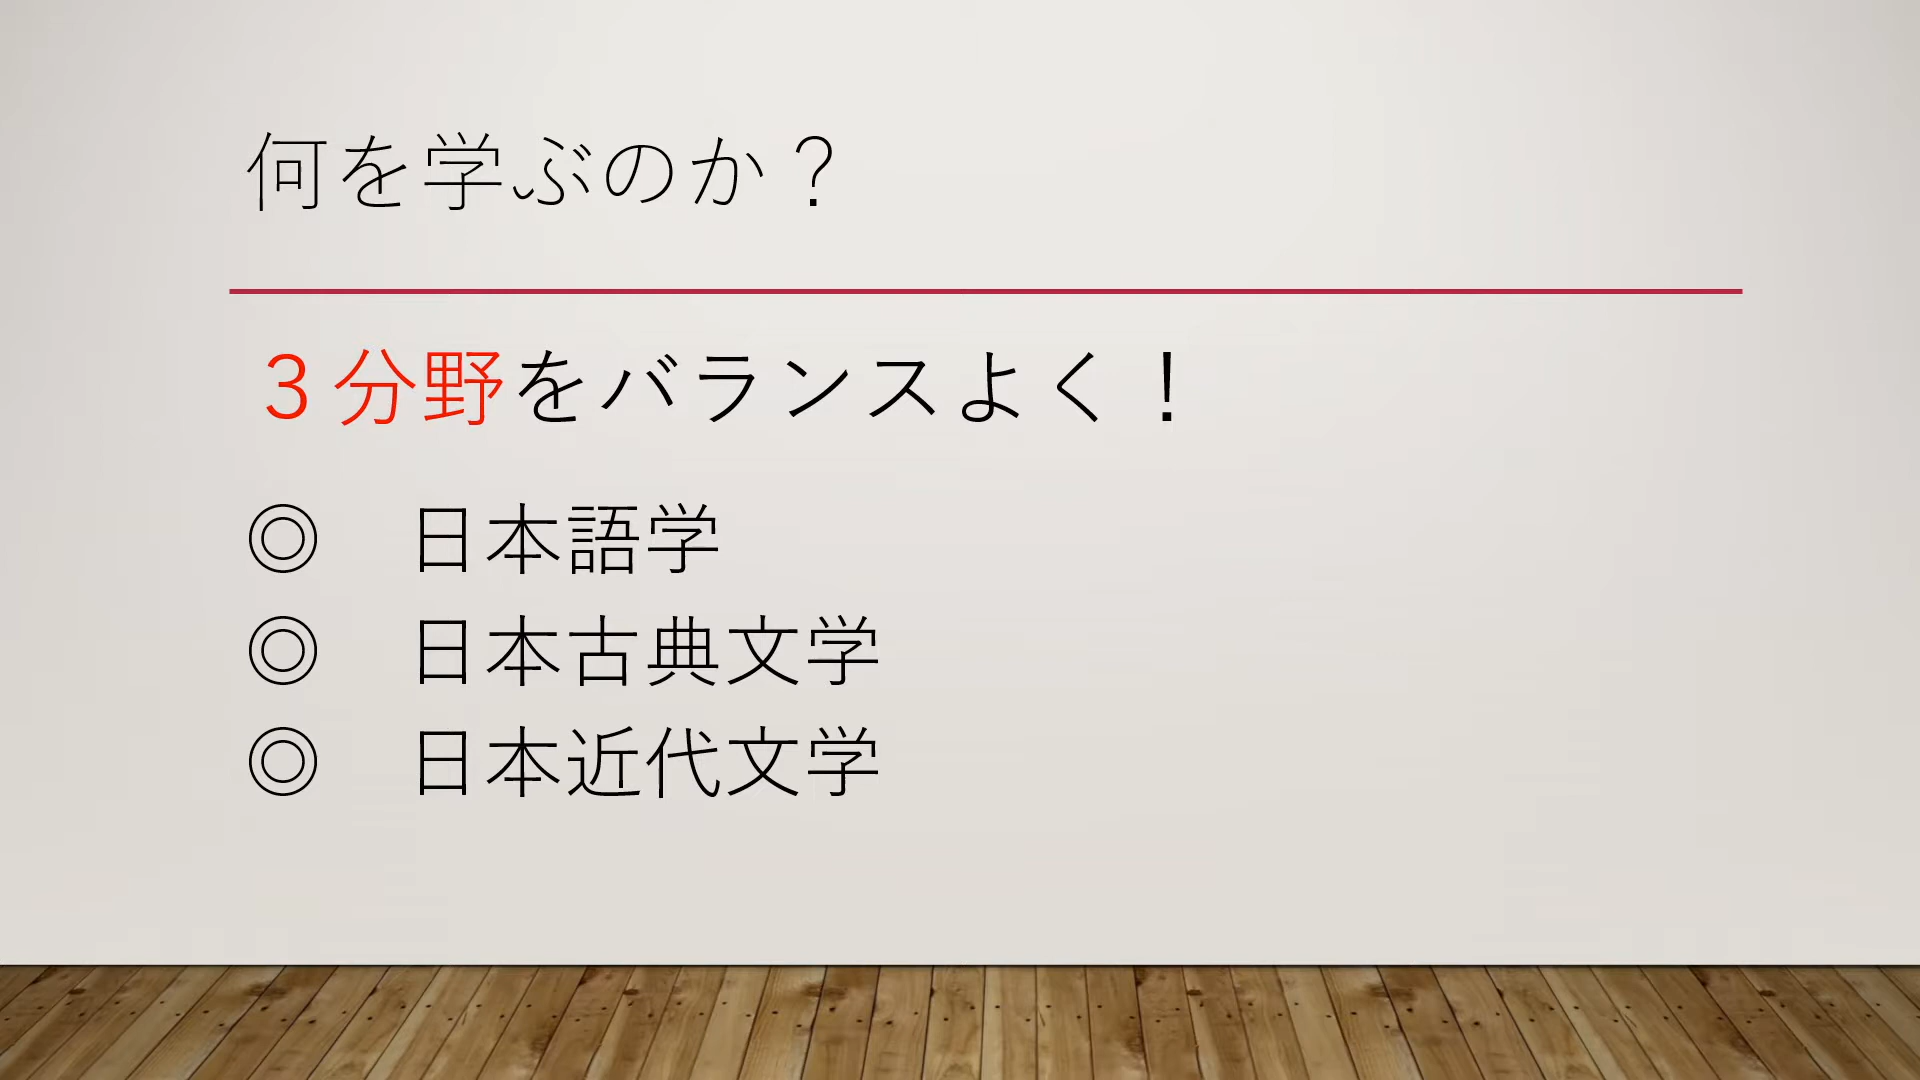 何を学ぶのか？
３分野をバランスよく！
◎　日本語学
◎　日本古典文学
◎　日本近代文学